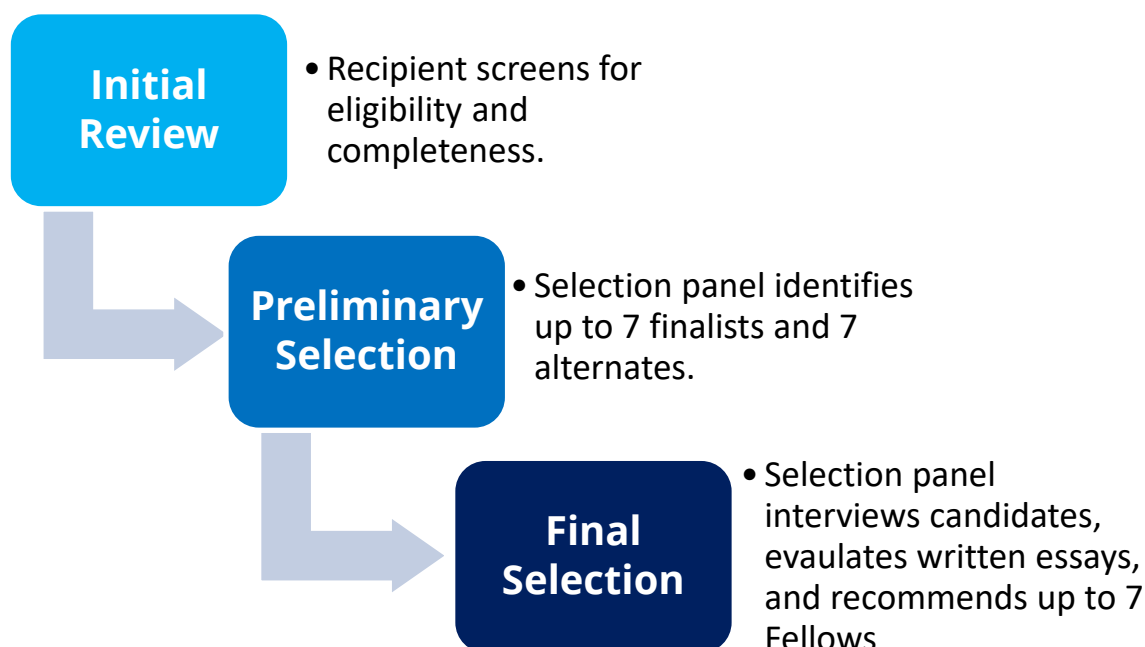 Initial
Review
• Recipient screens for
eligibility and
completeness.
Preliminary
Selection
• Selection panel identifies
up to 7 finalists and 7
alternates.
Final
Selection
• Selection panel
interviews candidates,
evaulates written essays,
and recommends up to 7
Fellows